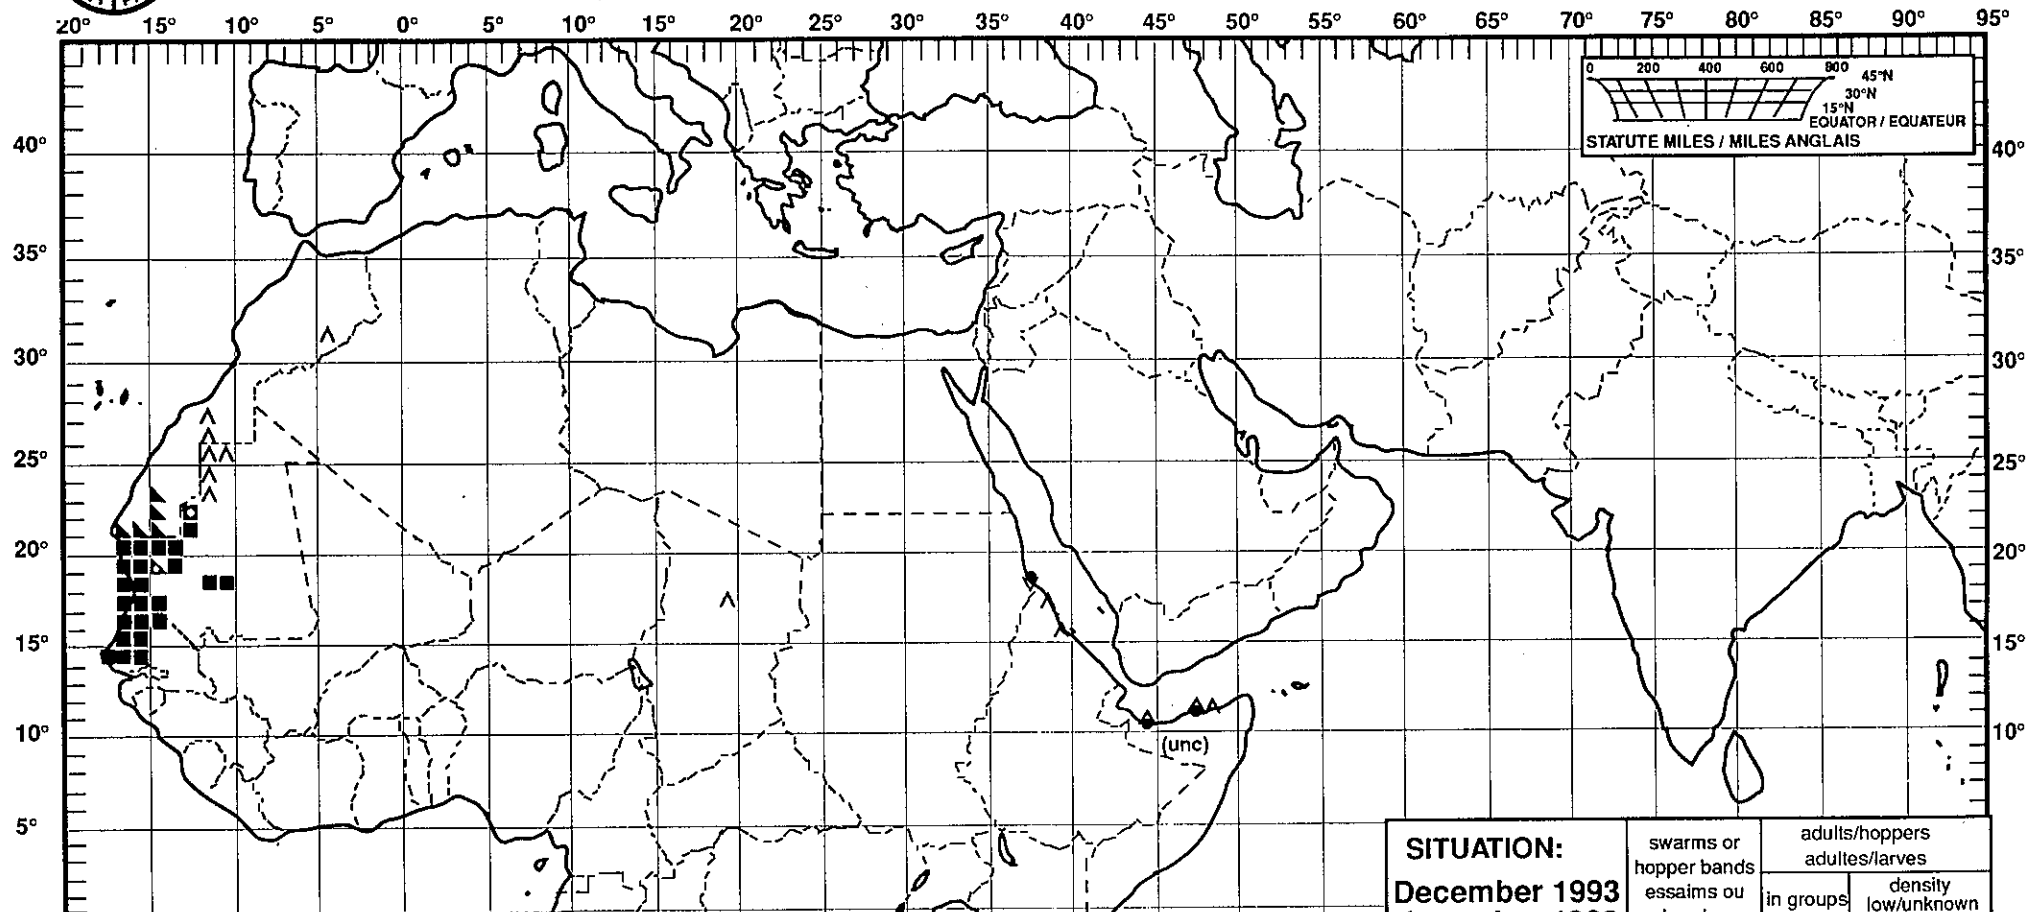 20° 15° 10° 5° 0° 5° 10° 15° 20° 25° 30° 35° 40° 45° 50° 55° 60° 65° 70° 75° 80° 85° 90° 95°
0 200 400 600 800
45°N
30°N
15°N
EQUATOR / EQUATEUR
STATUTE MILES / MILES ANGLAIS
40° 40°
35° 35°
30° 30°
25° 25°
20° 20°
15° 15°
10° 10°
(unc)
5°
SITUATION:
December 1993
swarms or
hopper bands
essaims ou
adults/hoppers
adultes/larves
in groups
density
low/unknown